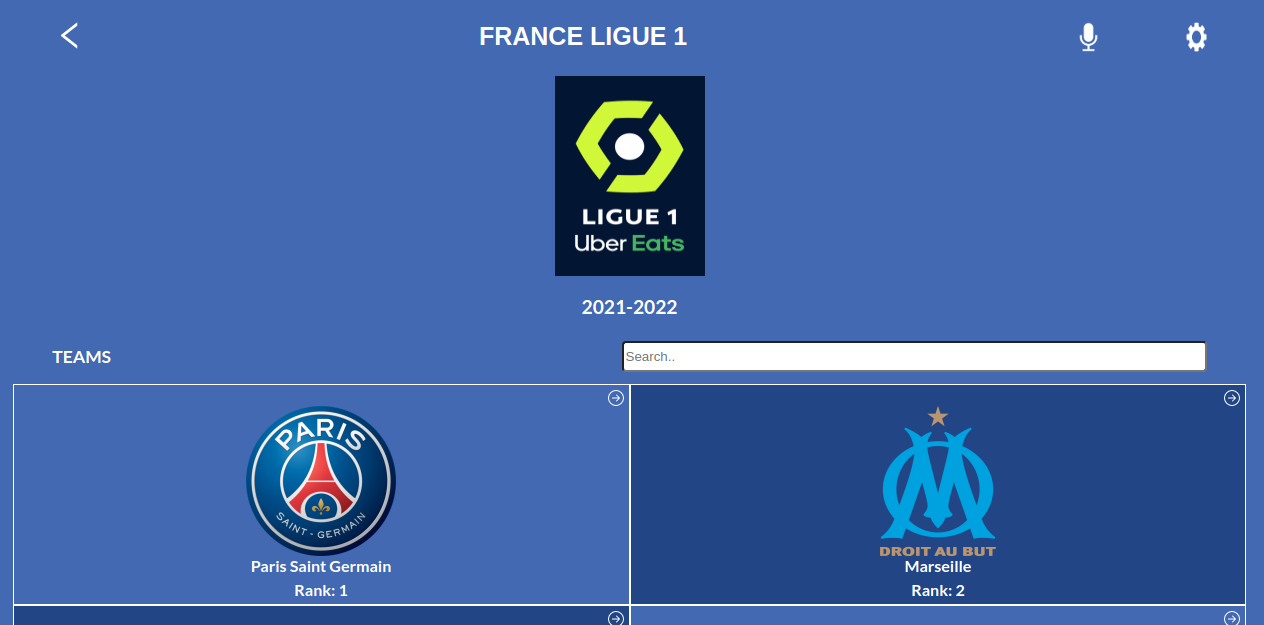 FRANCE LIGUE 1
LIGUE 1
Uber Eats
2021-2022
TEAMS
Search..
PARIS
SAINT - GERMAIN
Paris Saint Germain
Rank: 1
DROIT AU BUT
Marseille
Rank: 2